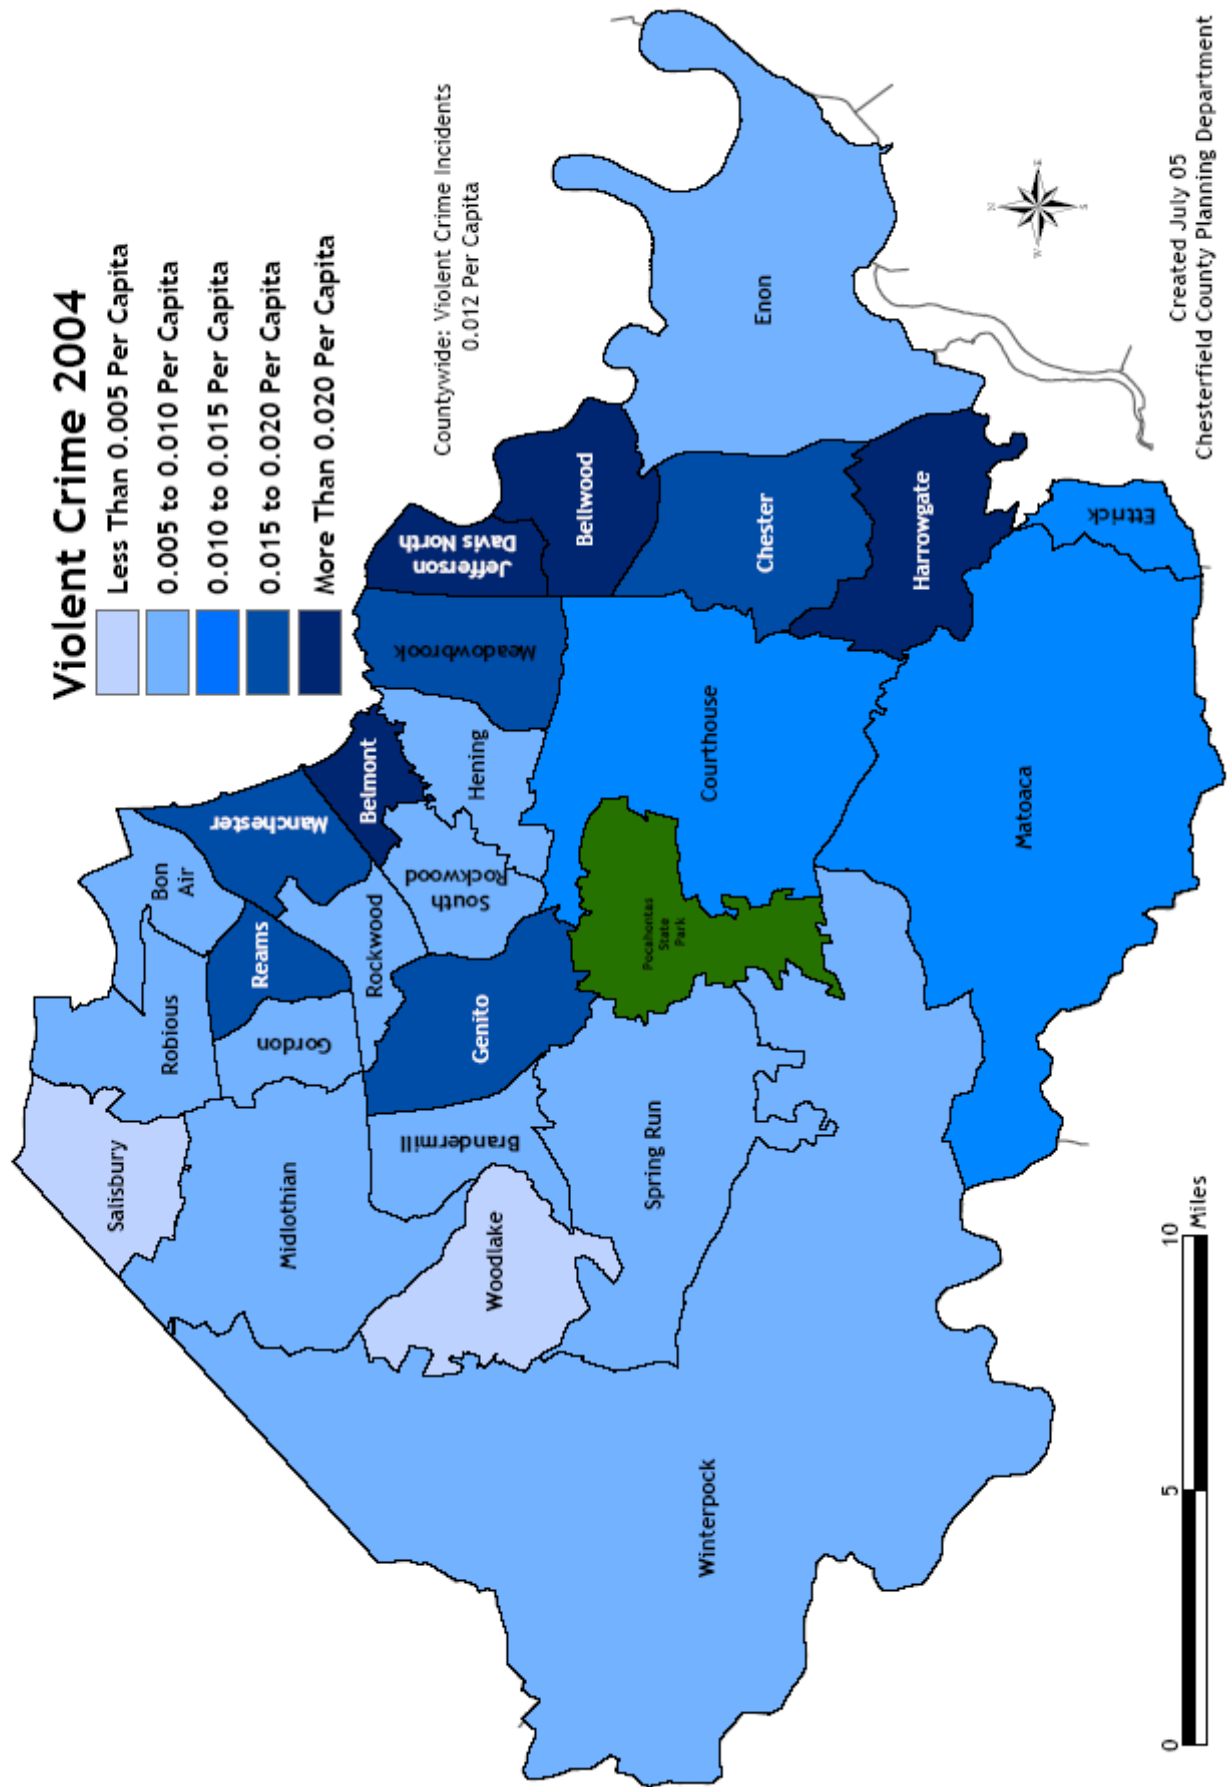 Violent Crime 2004
Less Than 0.005 Per Capita
0.005 to 0.010 Per Capita
0.010 to 0.015 Per Capita
0.015 to 0.020 Per Capita
More Than 0.020 Per Capita
Countywide: Violent Crime Incidents
0.012 Per Capita
Salisbury
Robious
Bon
Air
Midlothian
Gordon
Reams
Manchester
Rockwood
Belmont
Woodlake
Brandermill
Genito
South
Rockwood
Hening
Meadowbrook
Jefferson
Davis North
Bellwood
Spring Run
Pocahontas
State
Park
Courthouse
Chester
Enon
Winterpock
Harrowgate
Matoaca
Ettrick
N
W
E
S
0
5
10
Miles
Created July 05
Chesterfield County Planning Department